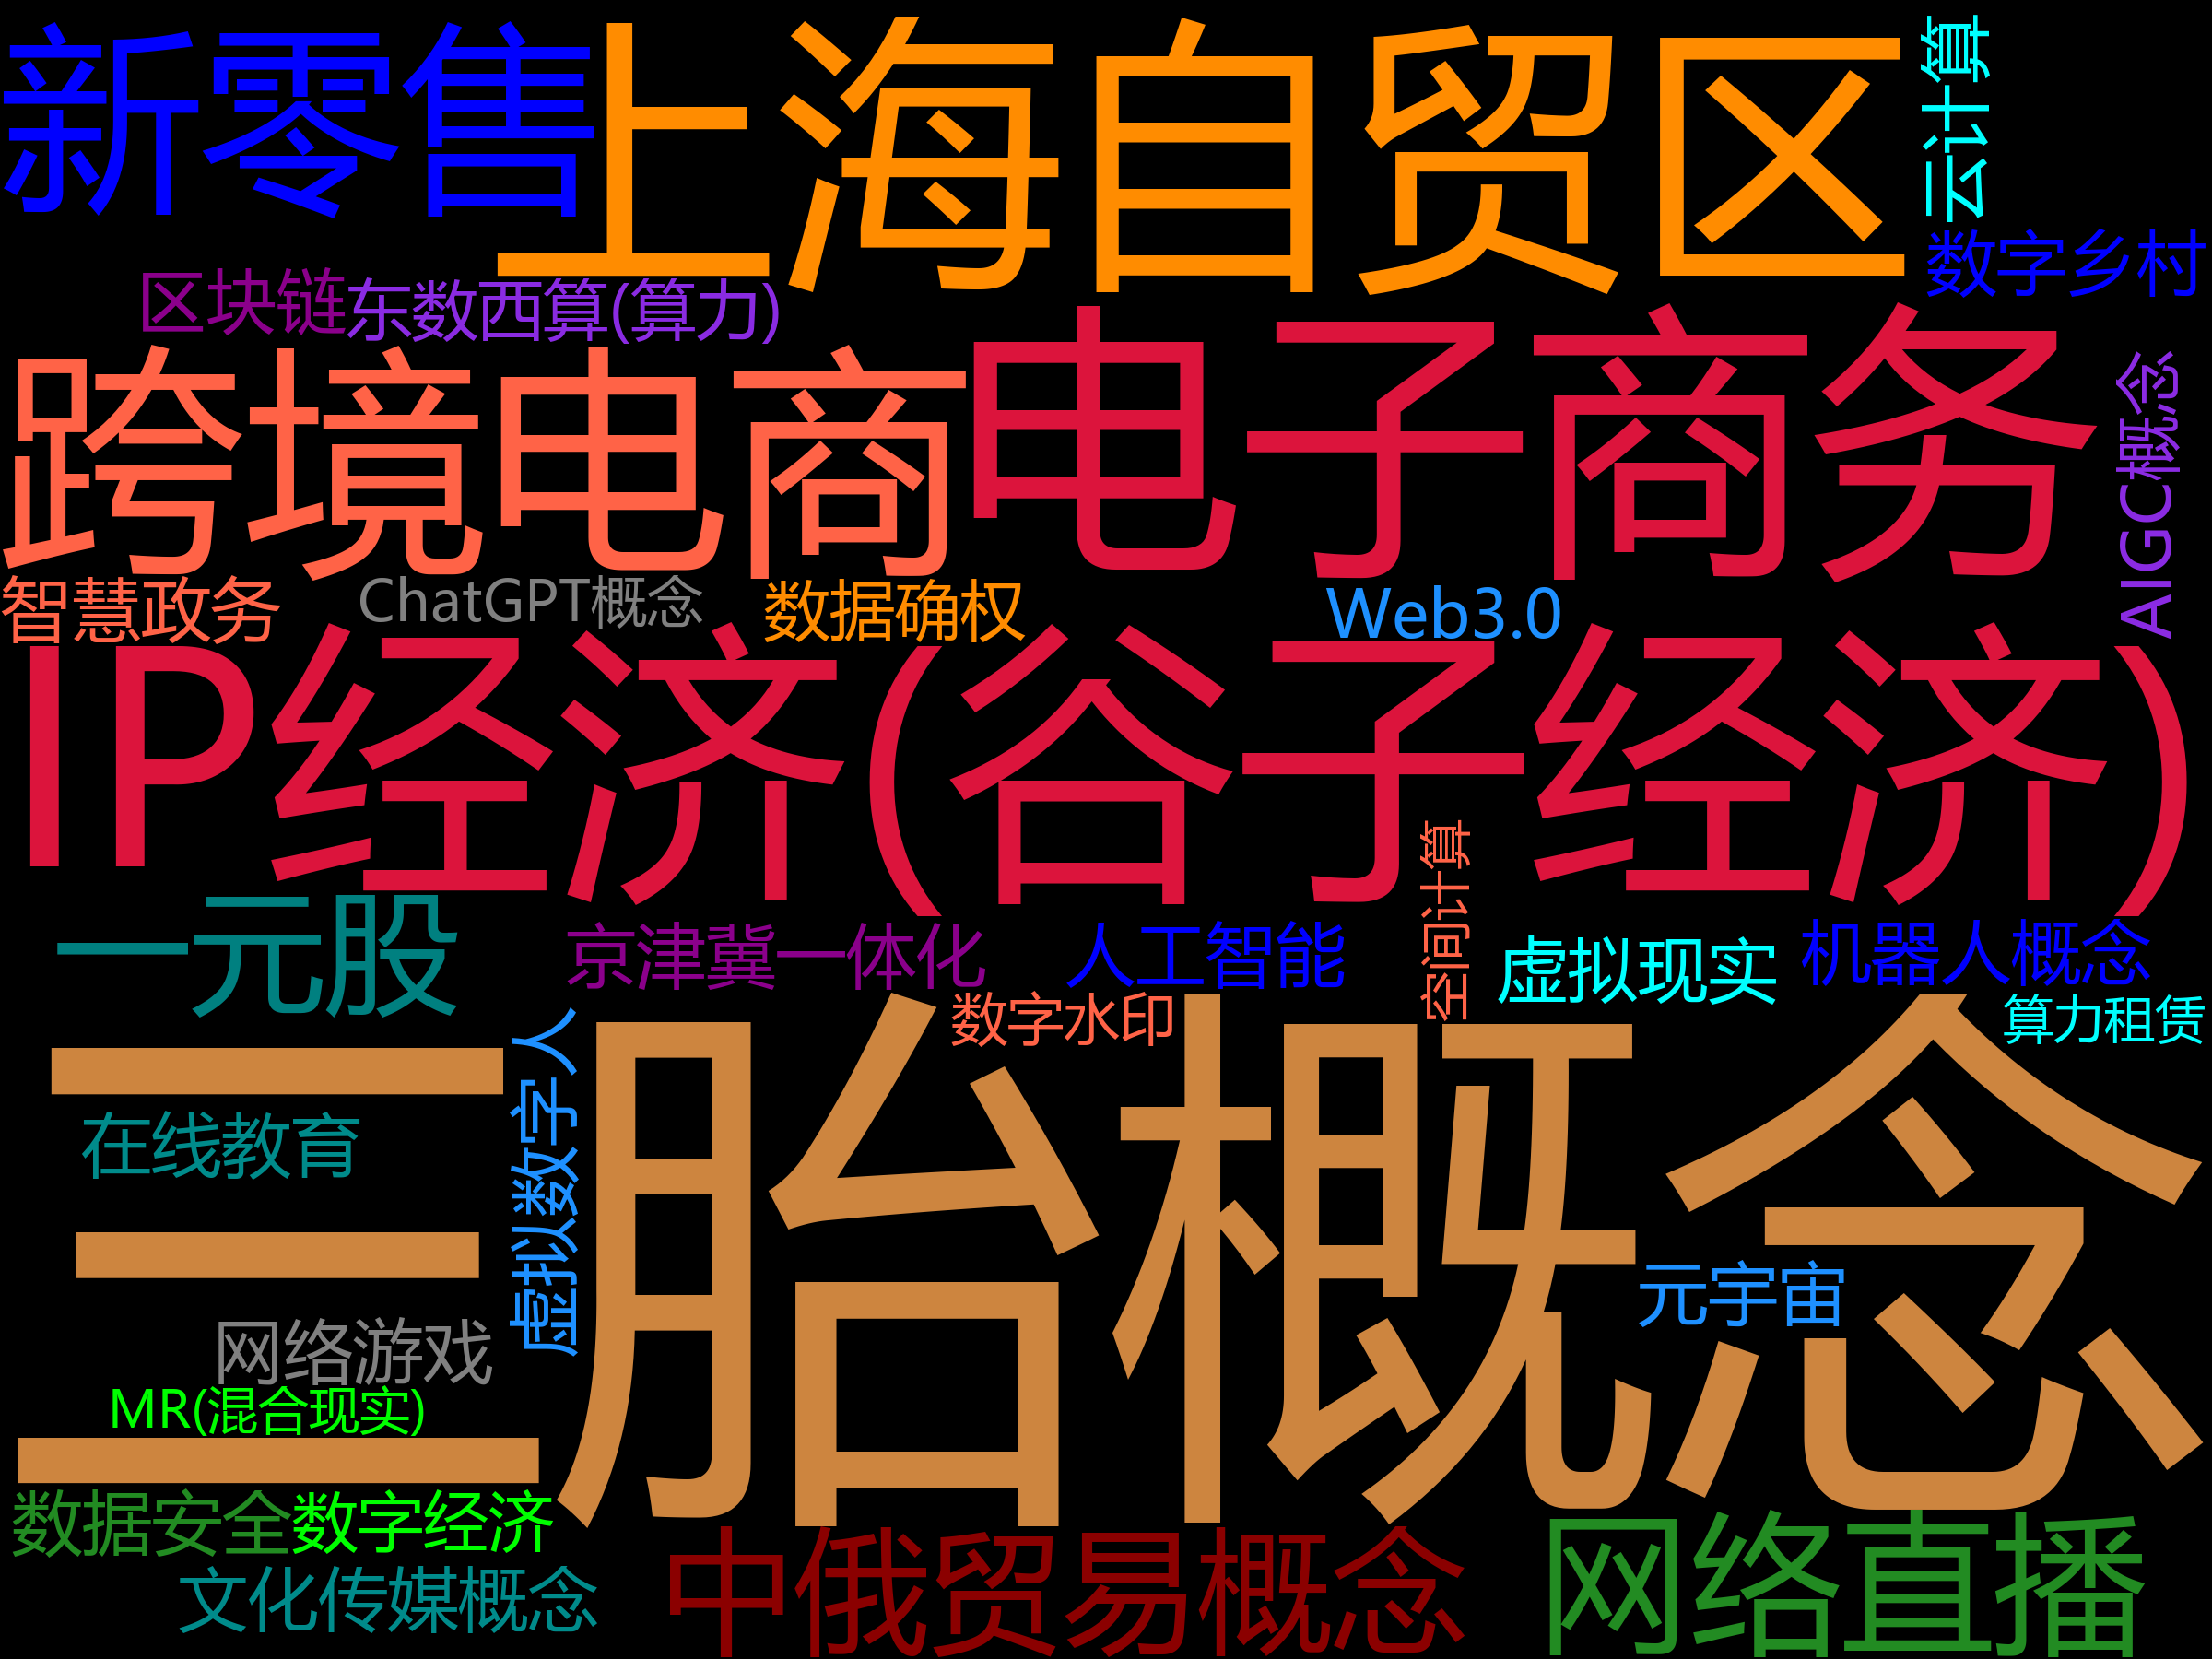 新零售
上海自贸区
云计算
数字乡村
区块链
东数西算(算力)
跨境电商
电子商务
AIGC概念
智慧政务
ChatGPT概念
数据确权
Web3.0
IP经济(谷子经济)
空间计算
一元股
京津冀一体化
人工智能
虚拟现实
机器人概念
数字水印
算力租赁
三胎概念
在线教育
虚拟数字人
元宇宙
网络游戏
MR(混合现实)
数据安全
数字经济
文化传媒概念
中俄贸易概念
网络直播